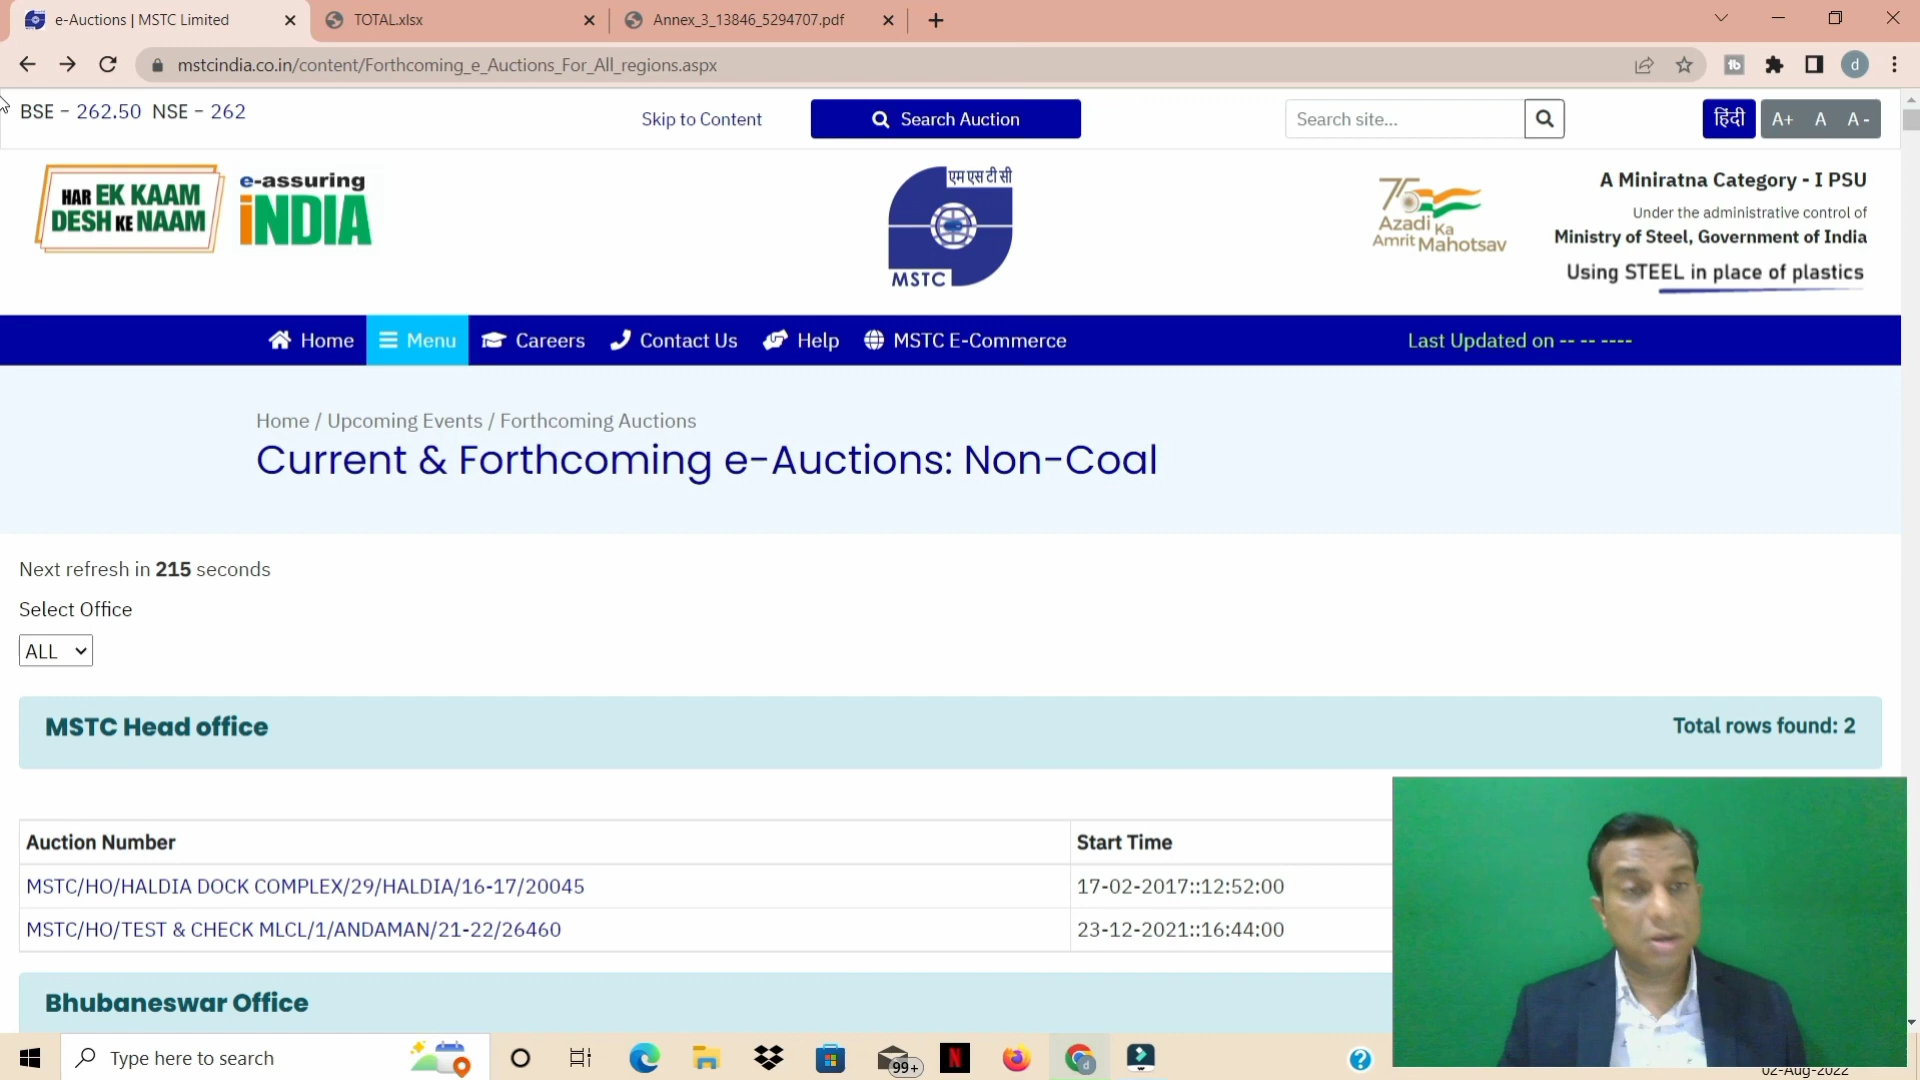 e-Auctions | MSTC Limited
TOTAL.xlsx
Annex_3_13846_5294707.pdf
mstcindia.co.in/content/Forthcoming_e_Auctions_For_All_regions.aspx
d
BSE - 262.50 NSE - 262
Skip to Content
Search Auction
Search site...
हिंदी
A+ A A -
HAR EK KAAM
DESH KE NAAM
e-assuring
INDIA
एम एस टी सी
MSTC
75
Azadi Ka
Amrit Mahotsav
A Miniratna Category - I PSU
Under the administrative control of
Ministry of Steel, Government of India
Using STEEL in place of plastics
Home
Menu
Careers
Contact Us
Help
MSTC E-Commerce
Last Updated on -- -- ----
Home / Upcoming Events / Forthcoming Auctions
Current & Forthcoming e-Auctions: Non-Coal
Next refresh in 215 seconds
Select Office
ALL
MSTC Head office
Total rows found: 2
Auction Number
Start Time
MSTC/HO/HALDIA DOCK COMPLEX/29/HALDIA/16-17/20045
17-02-2017::12:52:00
MSTC/HO/TEST & CHECK MLCL/1/ANDAMAN/21-22/26460
23-12-2021::16:44:00
Bhubaneswar Office
Type here to search
99+
N
d
?
02-Aug-2022